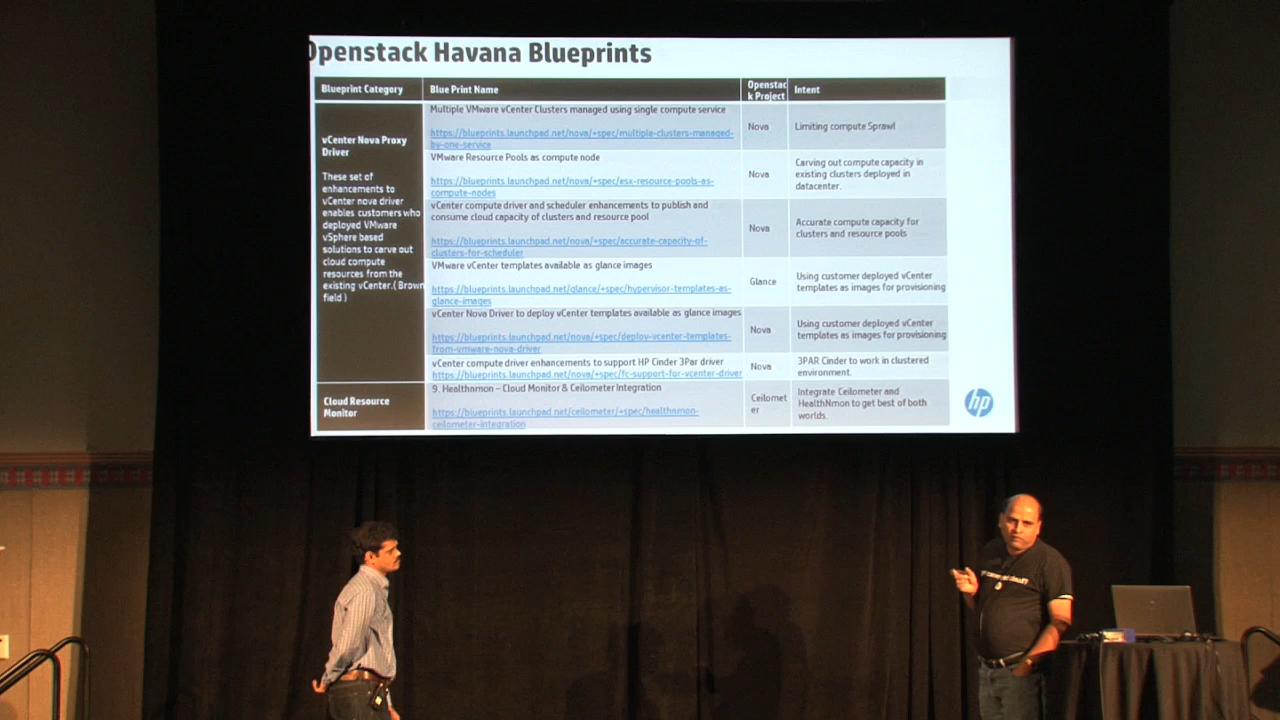 Openstack Havana Blueprints
Blueprint Category
Blue Print Name
Openstac
k Project
Intent
vCenter Nova Proxy
Driver
These set of
enhancements to
vCenter nova driver
enables customers who
deployed VMware
vSphere based
solutions to carve out
cloud compute
resources from the
existing vCenter.( Brown
field )
Multiple VMware vCenter Clusters managed using single compute service
https://blueprints.launchpad.net/nova/+spec/multiple-clusters-managed-
by-one-service
Nova
Limiting compute Sprawl
VMware Resource Pools as compute node
https://blueprints.launchpad.net/nova/+spec/esx-resource-pools-as-
compute-nodes
Nova
Carving out compute capacity in
existing clusters deployed in
datacenter.
vCenter compute driver and scheduler enhancements to publish and
consume cloud capacity of clusters and resource pool
https://blueprints.launchpad.net/nova/+spec/accurate-capacity-of-
clusters-for-scheduler
Nova
Accurate compute capacity for
clusters and resource pools
VMware vCenter templates available as glance images
https://blueprints.launchpad.net/glance/+spec/hypervisor-templates-as-
glance-images
Glance
Using customer deployed vCenter
templates as images for provisioning
vCenter Nova Driver to deploy vCenter templates available as glance images
https://blueprints.launchpad.net/nova/+spec/deploy-vcenter-templates-
from-vmware-nova-driver
Nova
Using customer deployed vCenter
templates as images for provisioning
vCenter compute driver enhancements to support HP Cinder 3Par driver
https://blueprints.launchpad.net/nova/+spec/fc-support-for-vcenter-driver
Nova
3PAR Cinder to work in clustered
environment.
Cloud Resource
Monitor
9. Healthnmon – Cloud Monitor & Ceilometer Integration
https://blueprints.launchpad.net/ceilometer/+spec/healthnmon-
ceilometer-integration
Ceilomet
er
Integrate Ceilometer and
HealthNmon to get best of both
worlds.
hp